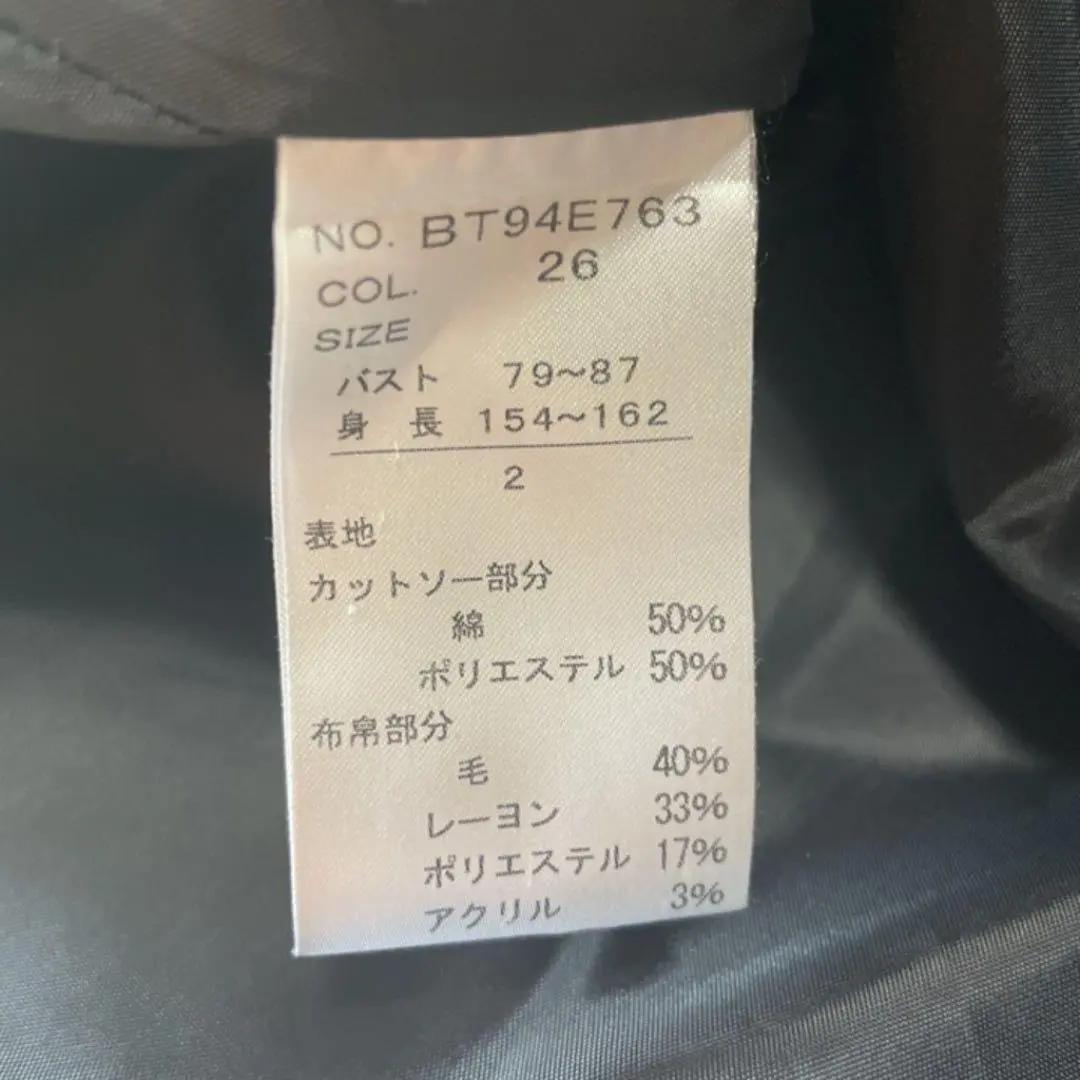 NO. BT94E763
COL. 26
SIZE
バスト 79～87
身 長 154～162
2
表地
カットソー部分
綿 50%
ポリエステル 50%
布帛部分
毛 40%
レーヨン 33%
ポリエステル 17%
アクリル 3%